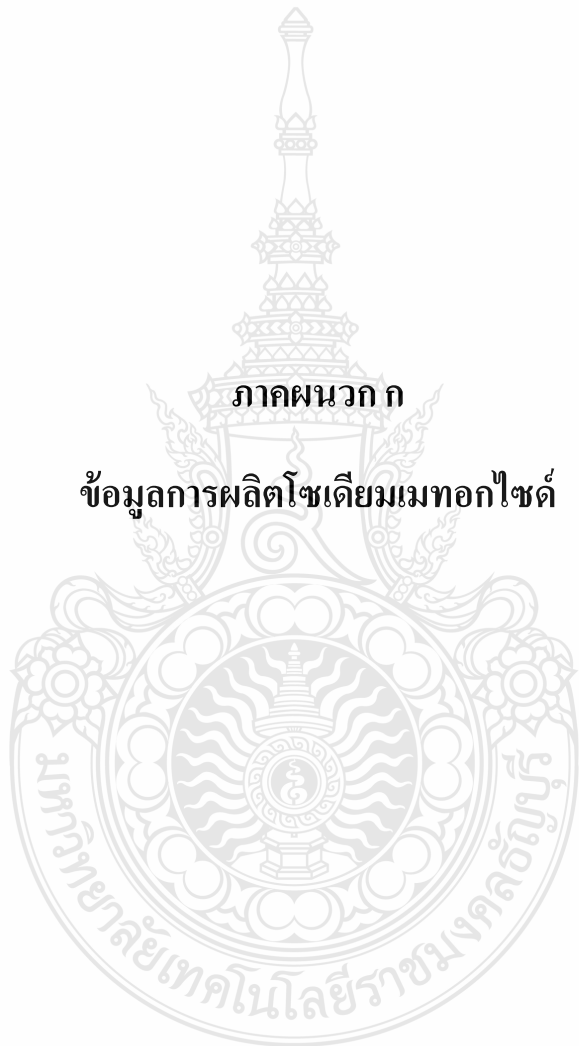 ภาคผนวก ก
ข้อมูลการผลิตโซเดียมเมทอกไซด์
มหาวิทยาลัยเทคโนโลยีราชมงคลธัญบุรี